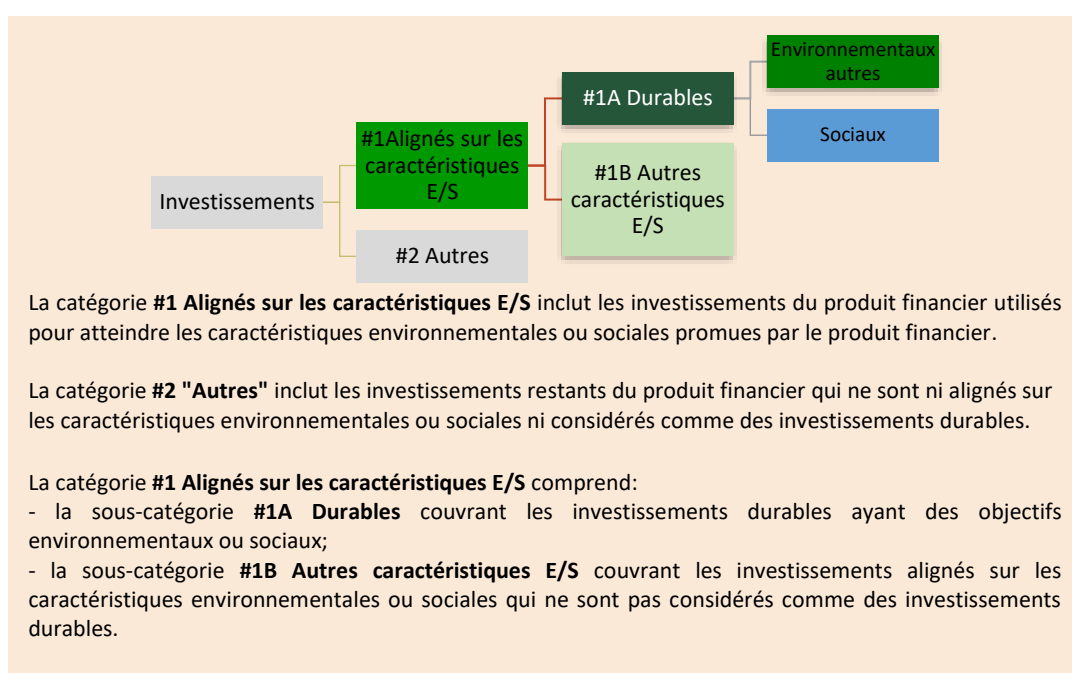 Environnementaux
autres
#1A Durables
Sociaux
#1Alignés sur les
caractéristiques
E/S
#1B Autres
caractéristiques
E/S
Investissements
#2 Autres
La catégorie #1 Alignés sur les caractéristiques E/S inclut les investissements du produit financier utilisés
pour atteindre les caractéristiques environnementales ou sociales promues par le produit financier.
La catégorie #2 "Autres" inclut les investissements restants du produit financier qui ne sont ni alignés sur
les caractéristiques environnementales ou sociales ni considérés comme des investissements durables.
La catégorie #1 Alignés sur les caractéristiques E/S comprend:
- la sous-catégorie #1A Durables couvrant les investissements durables ayant des objectifs
environnementaux ou sociaux;
- la sous-catégorie #1B Autres caractéristiques E/S couvrant les investissements alignés sur les
caractéristiques environnementales ou sociales qui ne sont pas considérés comme des investissements
durables.